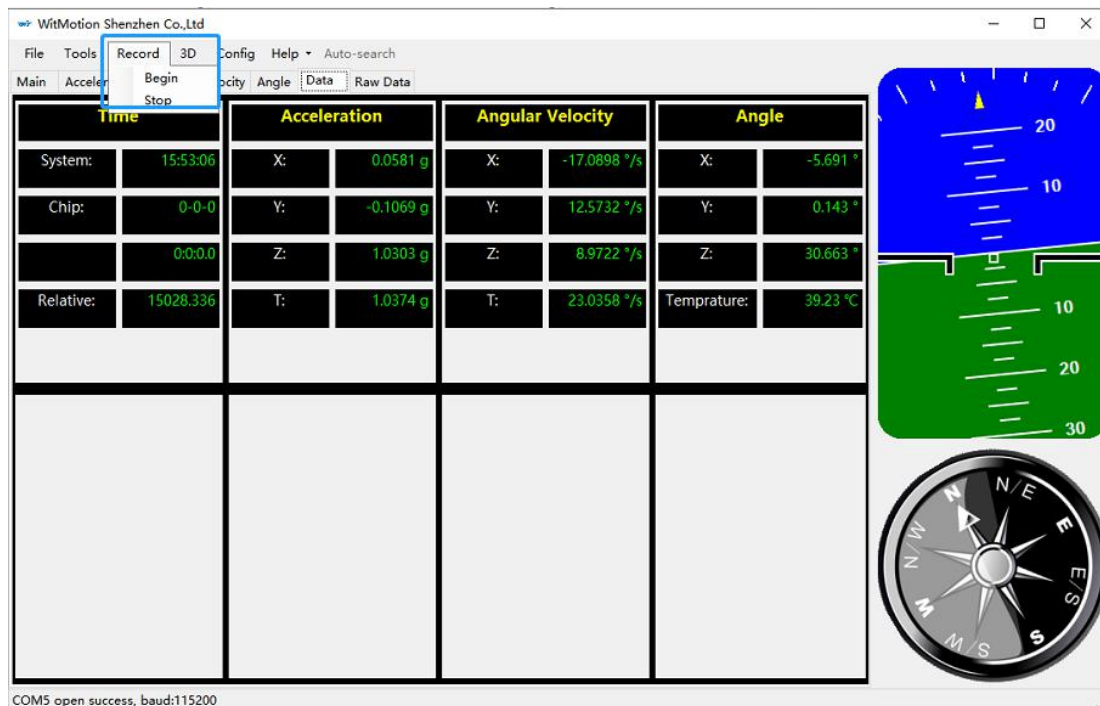 WitMotion Shenzhen Co.,Ltd
File Tools Record 3D Config Help Auto-search
Begin
Stop
Main Acceler ocity Angle Data Raw Data
Time Acceleration Angular Velocity Angle
System: 15:53:06 X: 0.0581 g X: -17.0898 °/s X: -5.691 °
Chip: 0-0-0 Y: -0.1069 g Y: 12.5732 °/s Y: 0.143 °
0:0:0.0 Z: 1.0303 g Z: 8.9722 °/s Z: 30.663 °
Relative: 15028.336 T: 1.0374 g T: 23.0358 °/s Temprature: 39.23 °C
20
10
10
20
30
N
N/E
E
E/S
S
S/W
W
N/W
COM5 open success, baud:115200